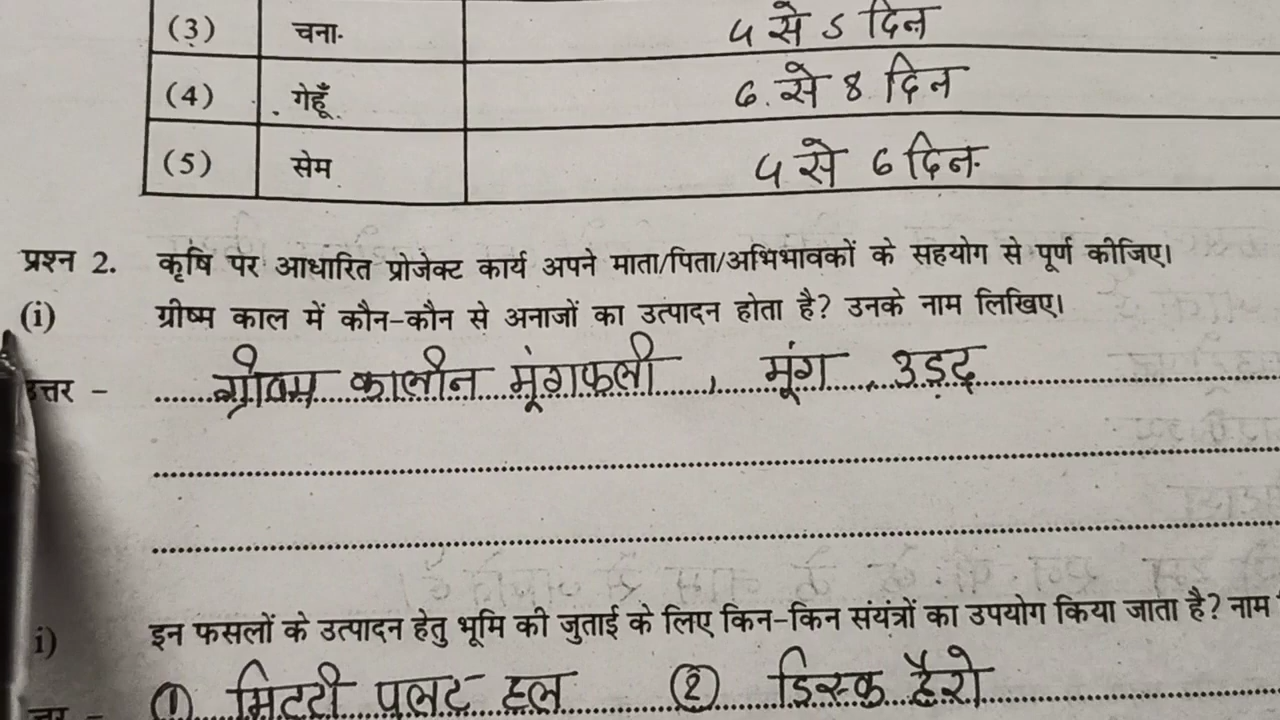 (3) चना. 4 से 5 दिन
(4) गेहूँ. 6. से 8 दिन
(5) सेम 4 से 6 दिन.
प्रश्न 2. कृषि पर आधारित प्रोजेक्ट कार्य अपने माता/पिता/अभिभावकों के सहयोग से पूर्ण कीजिए।
(i) ग्रीष्म काल में कौन-कौन से अनाजों का उत्पादन होता है? उनके नाम लिखिए।
उत्तर - ग्रीष्म कालीन मूंगफली, मूंग, उड़द
i) इन फसलों के उत्पादन हेतु भूमि की जुताई के लिए किन-किन संयंत्रों का उपयोग किया जाता है? नाम
① मिटटी पलट हल ② डिस्क हैरो